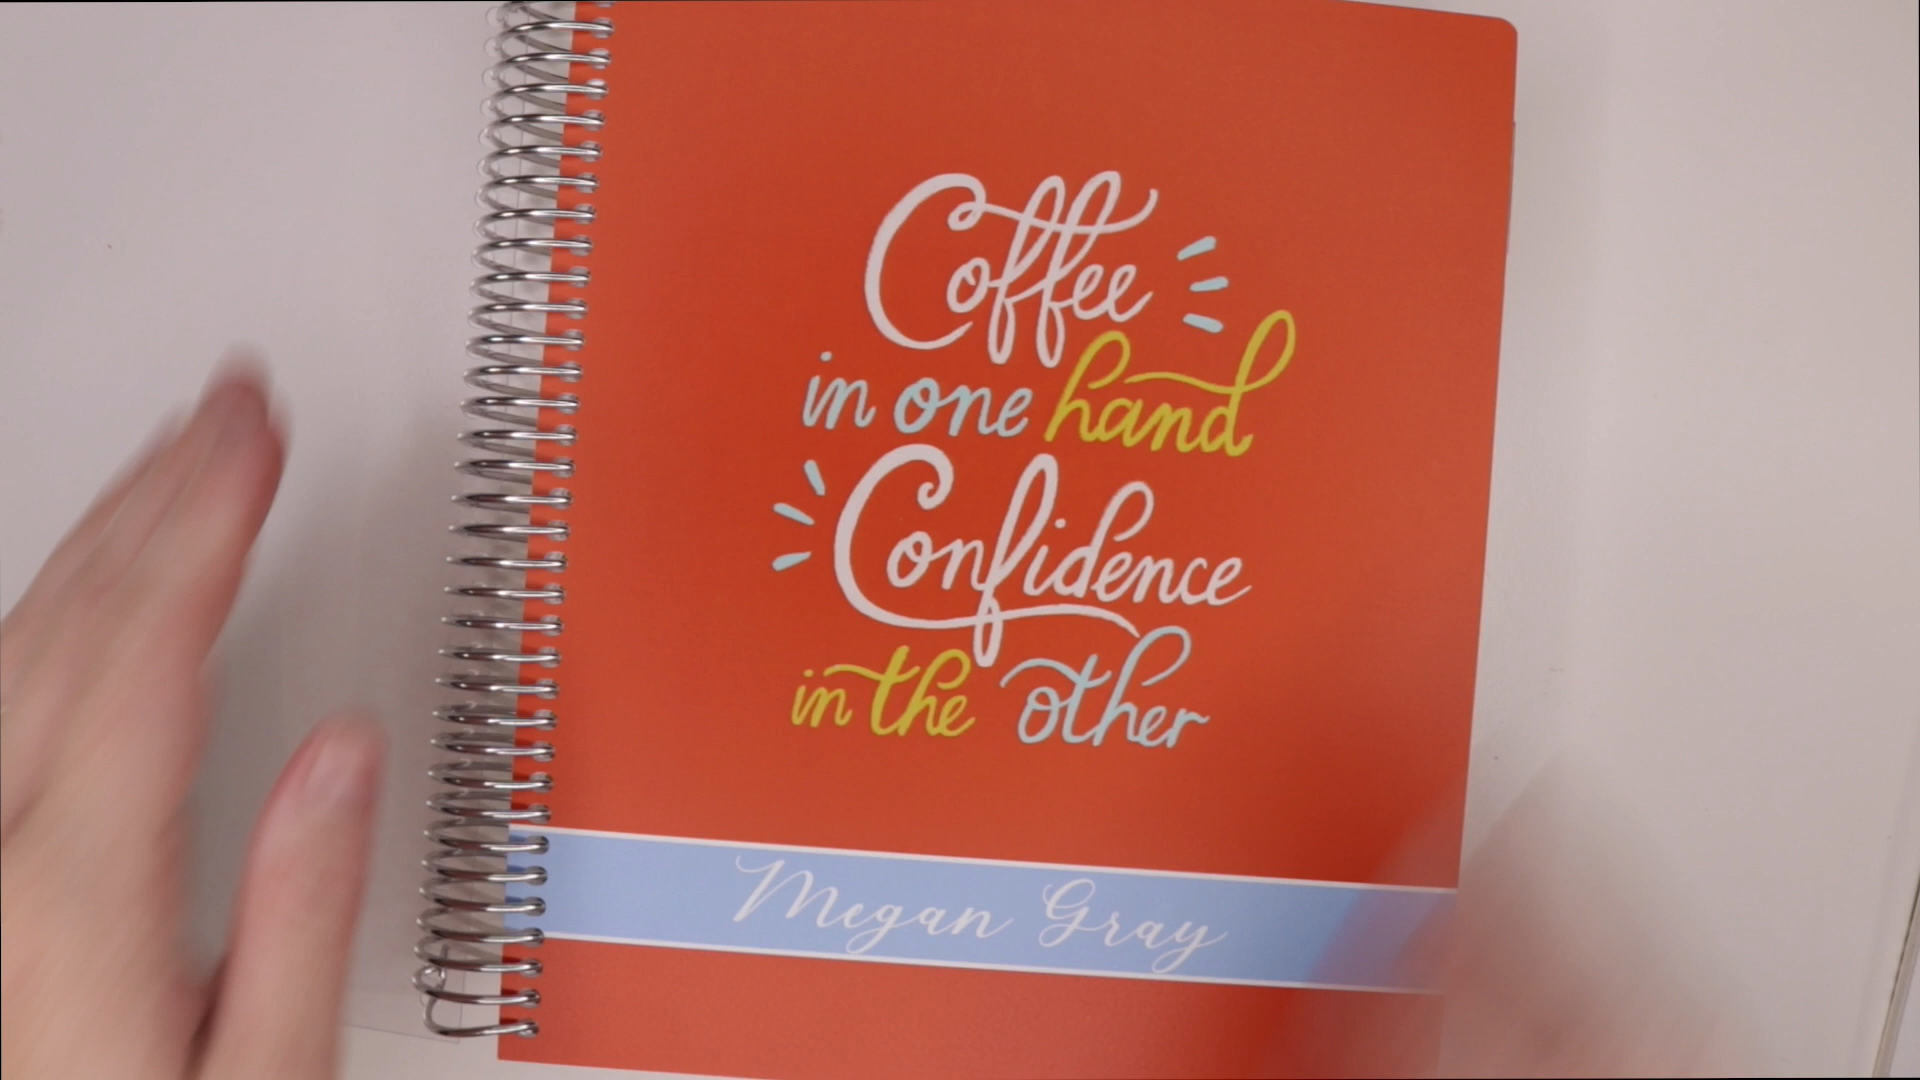 Coffee
in one hand
Confidence
in the other
Megan Gray